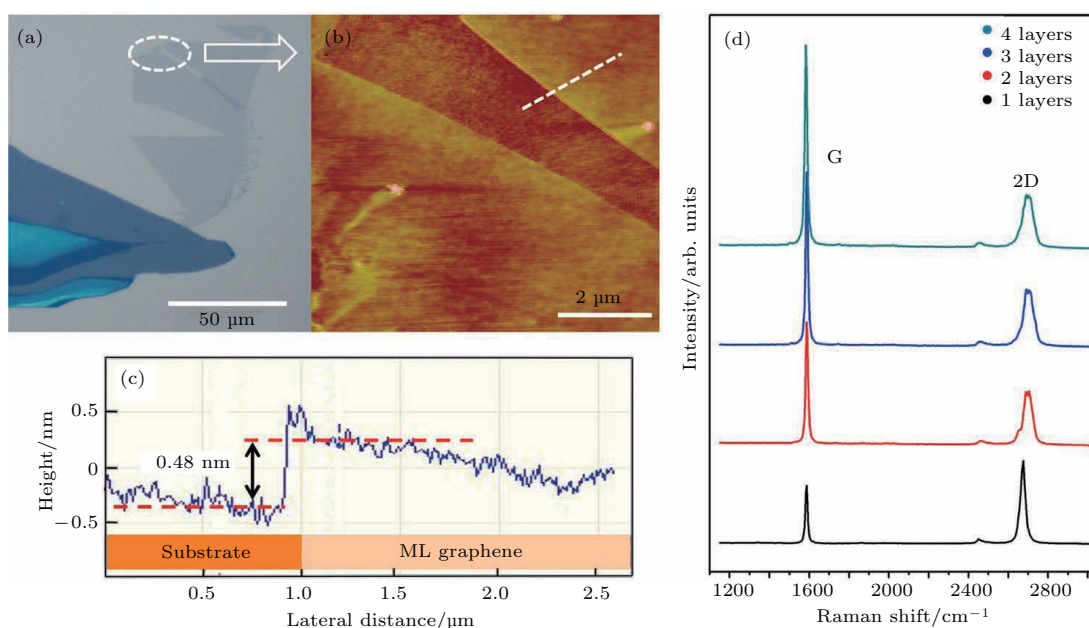 (a)
50 µm
(b)
2 µm
(c)
Height/nm
0.5
0
−0.5
0.48 nm
Substrate
ML graphene
0.5
1.0
1.5
2.0
2.5
Lateral distance/µm
(d)
4 layers
3 layers
2 layers
1 layers
G
2D
Intensity/arb. units
1200
1600
2000
2400
2800
Raman shift/cm−1